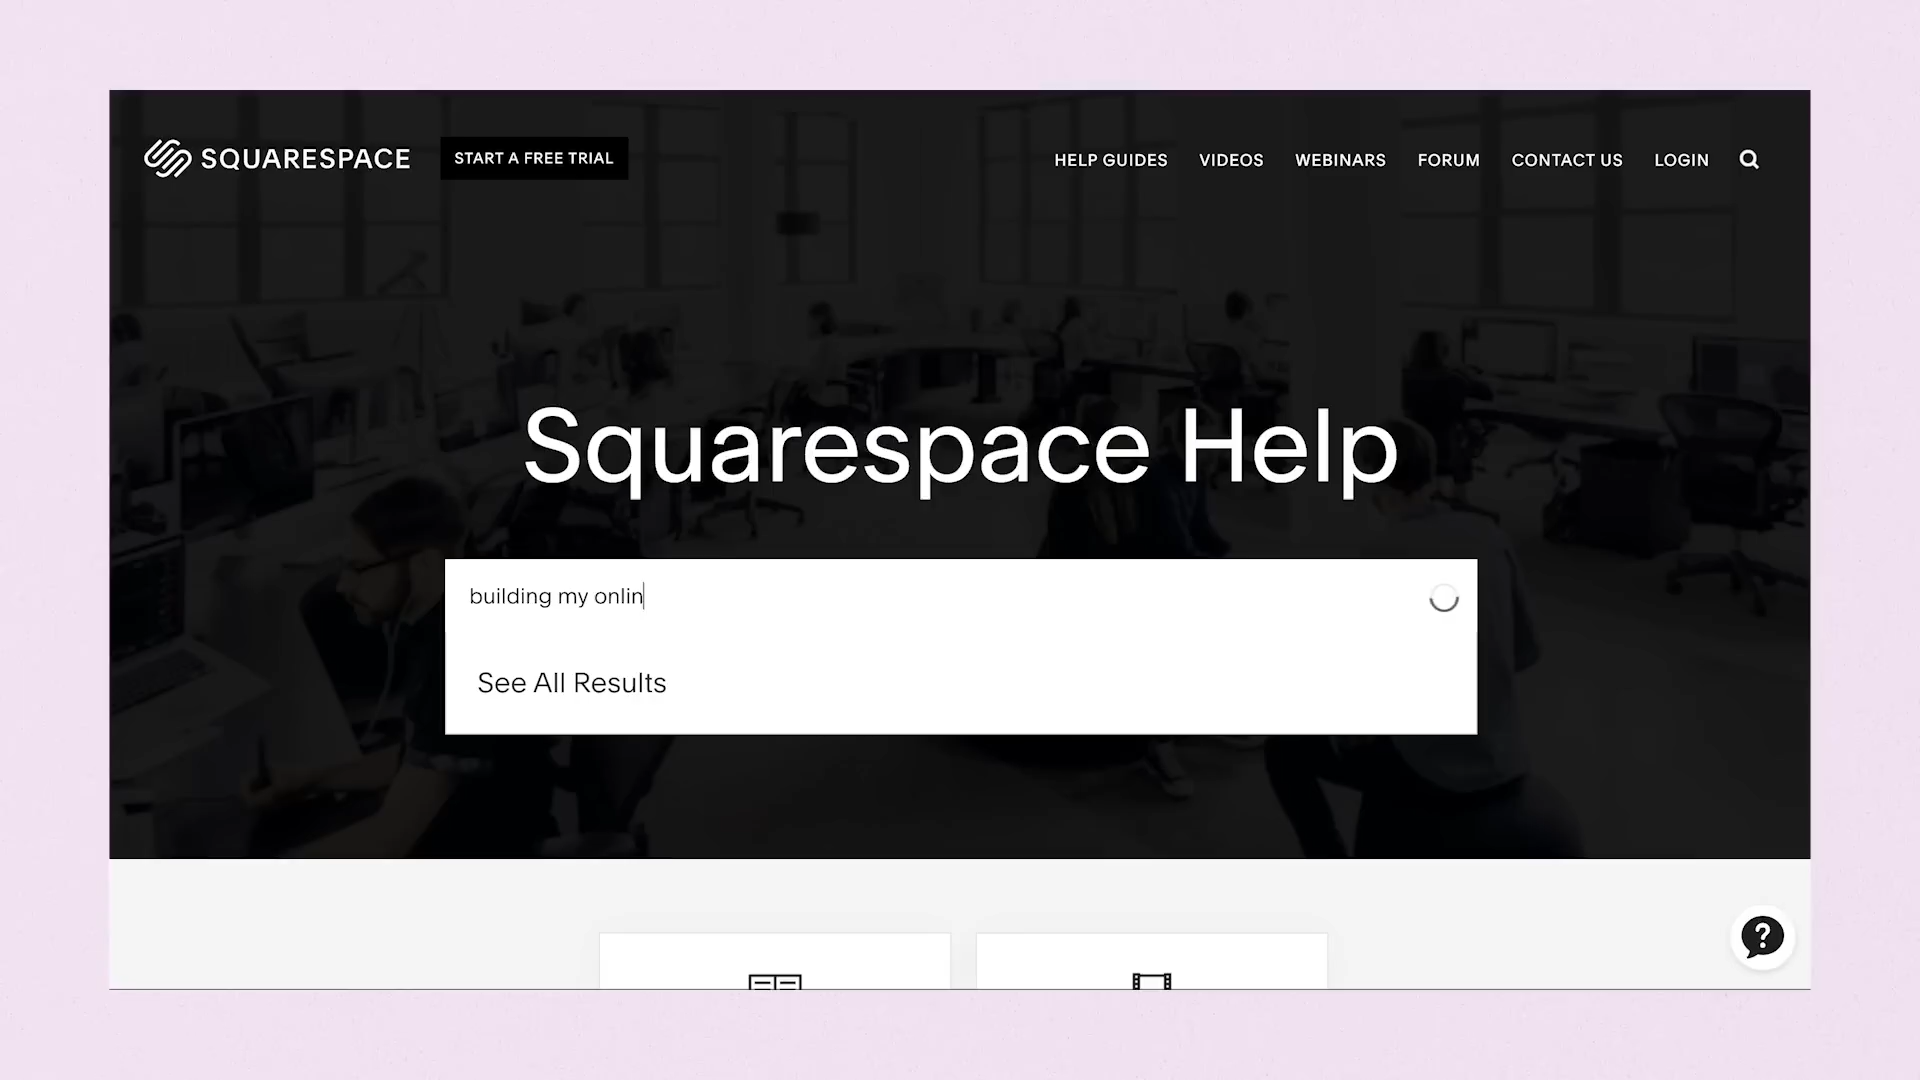 SQUARESPACE
START A FREE TRIAL
HELP GUIDES
VIDEOS
WEBINARS
FORUM
CONTACT US
LOGIN
Squarespace Help
building my onlin
See All Results
?